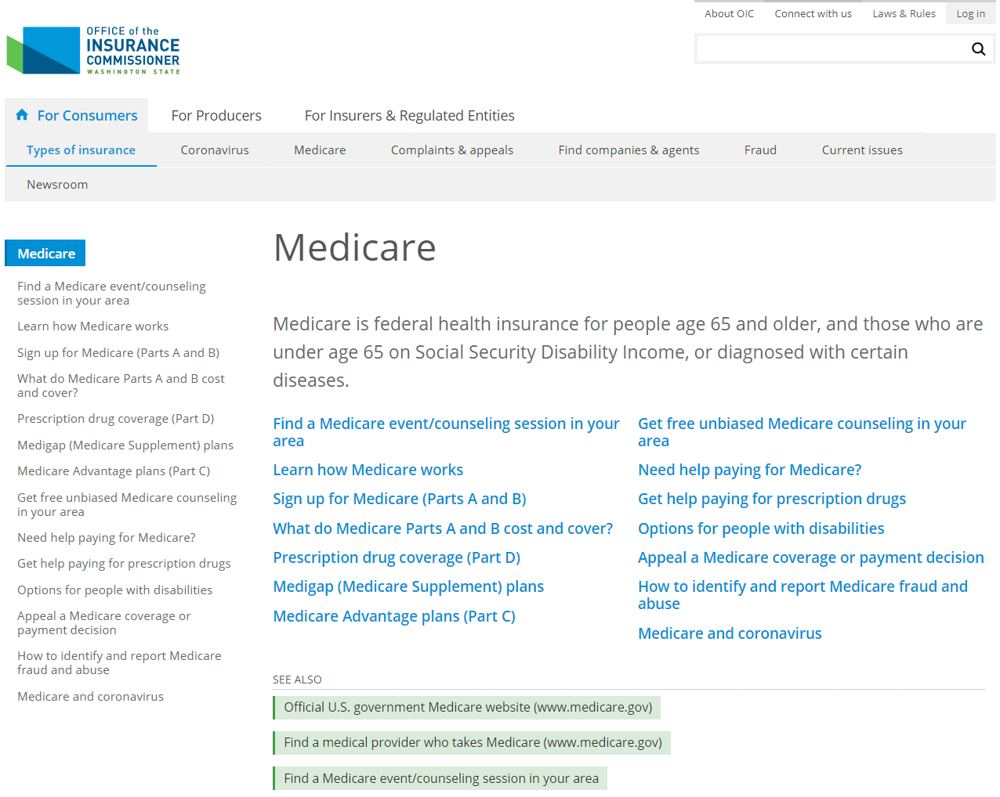 About OIC
Connect with us
Laws & Rules
Log in
OFFICE of the
INSURANCE
COMMISSIONER
WASHINGTON STATE
For Consumers
For Producers
For Insurers & Regulated Entities
Types of insurance
Coronavirus
Medicare
Complaints & appeals
Find companies & agents
Fraud
Current issues
Newsroom
Medicare
Find a Medicare event/counseling
session in your area
Learn how Medicare works
Sign up for Medicare (Parts A and B)
What do Medicare Parts A and B cost
and cover?
Prescription drug coverage (Part D)
Medigap (Medicare Supplement) plans
Medicare Advantage plans (Part C)
Get free unbiased Medicare counseling
in your area
Need help paying for Medicare?
Get help paying for prescription drugs
Options for people with disabilities
Appeal a Medicare coverage or
payment decision
How to identify and report Medicare
fraud and abuse
Medicare and coronavirus
Medicare
Medicare is federal health insurance for people age 65 and older, and those who are
under age 65 on Social Security Disability Income, or diagnosed with certain
diseases.
Find a Medicare event/counseling session in your
area
Learn how Medicare works
Sign up for Medicare (Parts A and B)
What do Medicare Parts A and B cost and cover?
Prescription drug coverage (Part D)
Medigap (Medicare Supplement) plans
Medicare Advantage plans (Part C)
Get free unbiased Medicare counseling in your
area
Need help paying for Medicare?
Get help paying for prescription drugs
Options for people with disabilities
Appeal a Medicare coverage or payment decision
How to identify and report Medicare fraud and
abuse
Medicare and coronavirus
SEE ALSO
Official U.S. government Medicare website (www.medicare.gov)
Find a medical provider who takes Medicare (www.medicare.gov)
Find a Medicare event/counseling session in your area